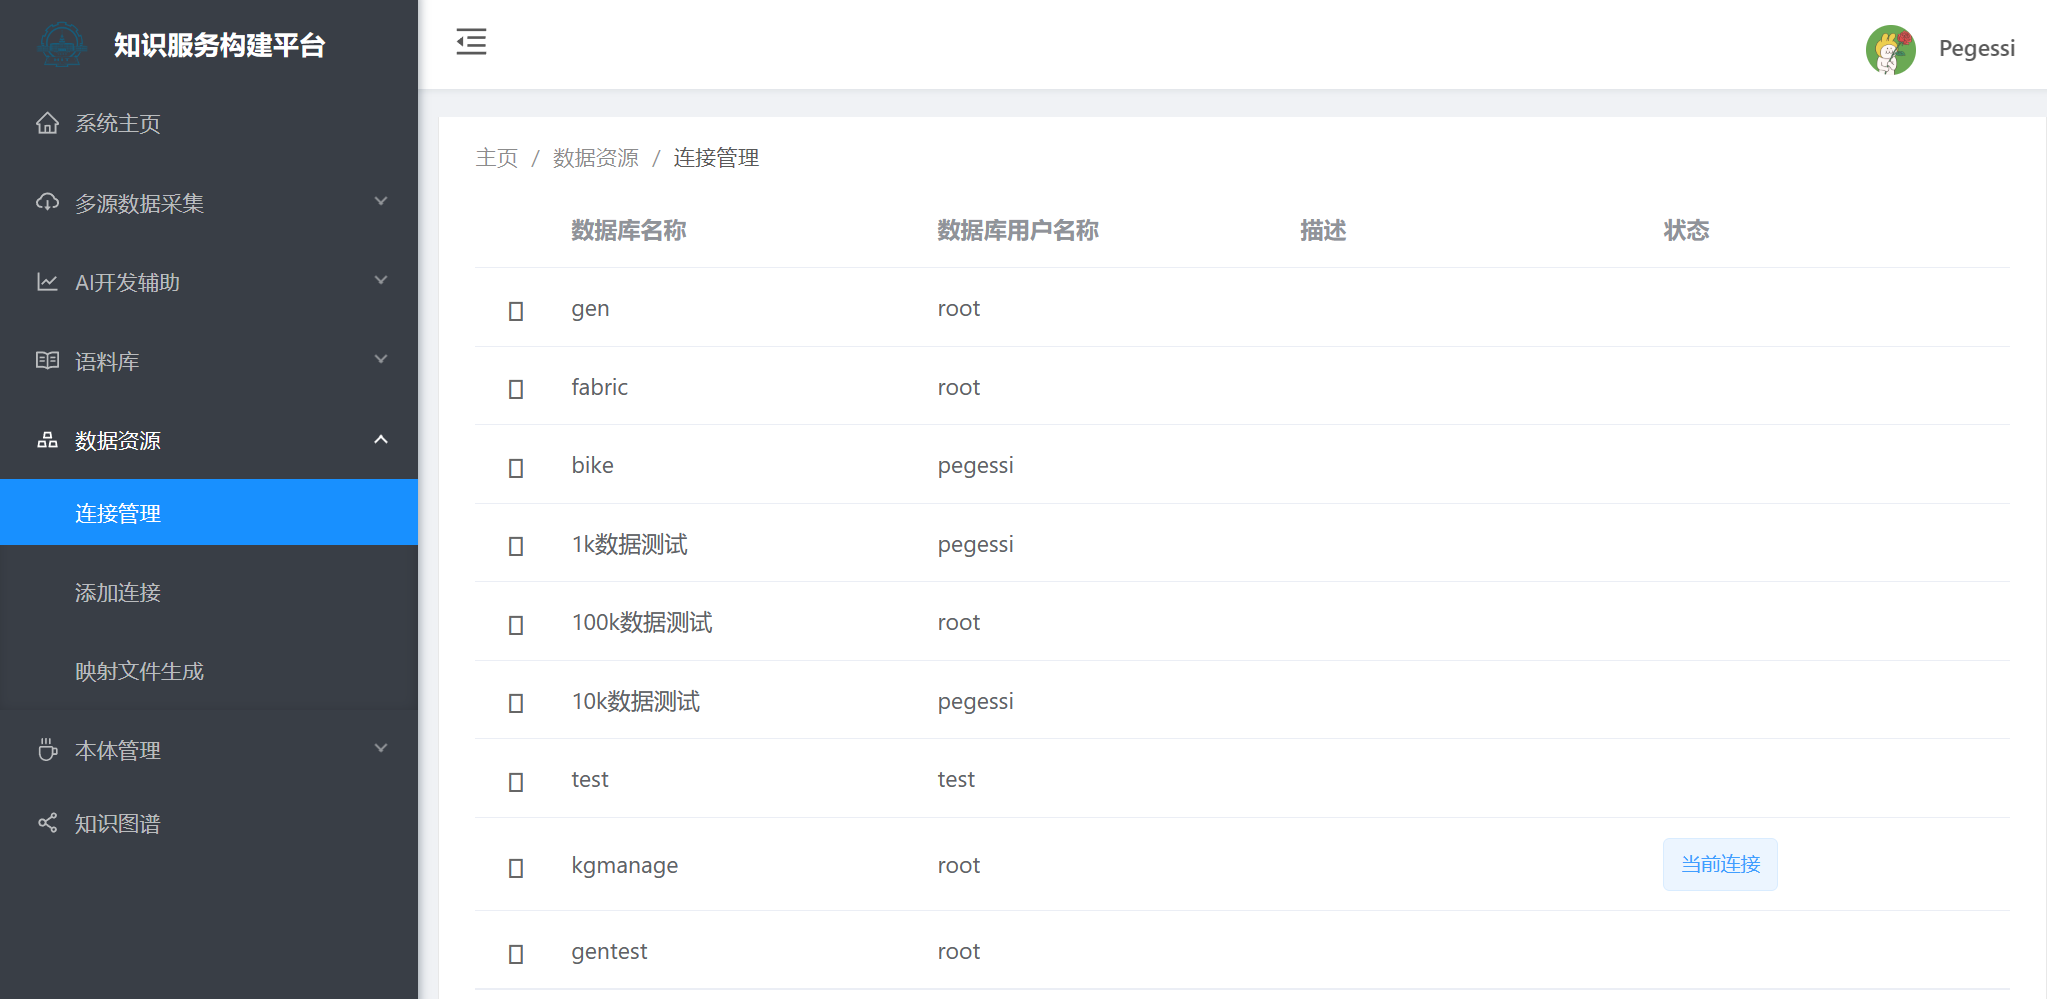 知识服务构建平台
系统主页
多源数据采集
AI开发辅助
语料库
数据资源
连接管理
添加连接
映射文件生成
本体管理
知识图谱
Pegessi
主页 / 数据资源 / 连接管理
数据库名称 数据库用户名称 描述 状态
gen root
fabric root
bike pegessi
1k数据测试 pegessi
100k数据测试 root
10k数据测试 pegessi
test test
kgmanage root 当前连接
gentest root